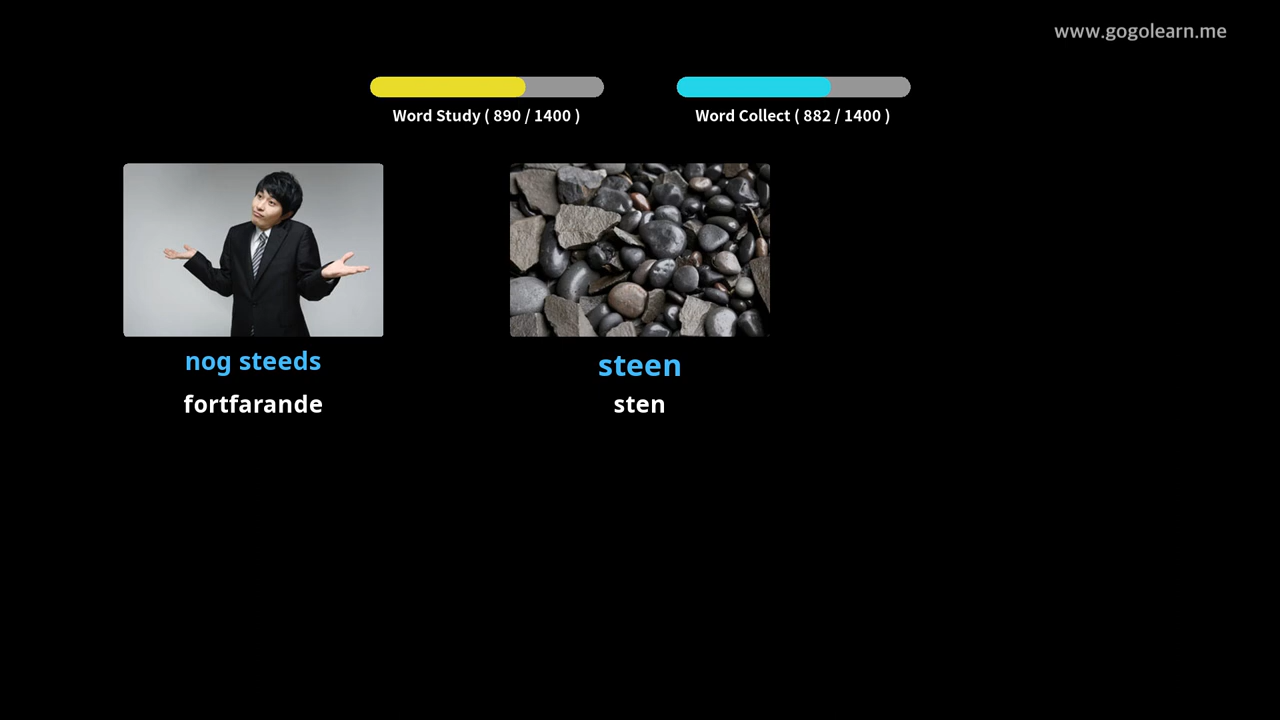 www.gogolearn.me
Word Study ( 890 / 1400 )
Word Collect ( 882 / 1400 )
nog steeds
fortfarande
steen
sten